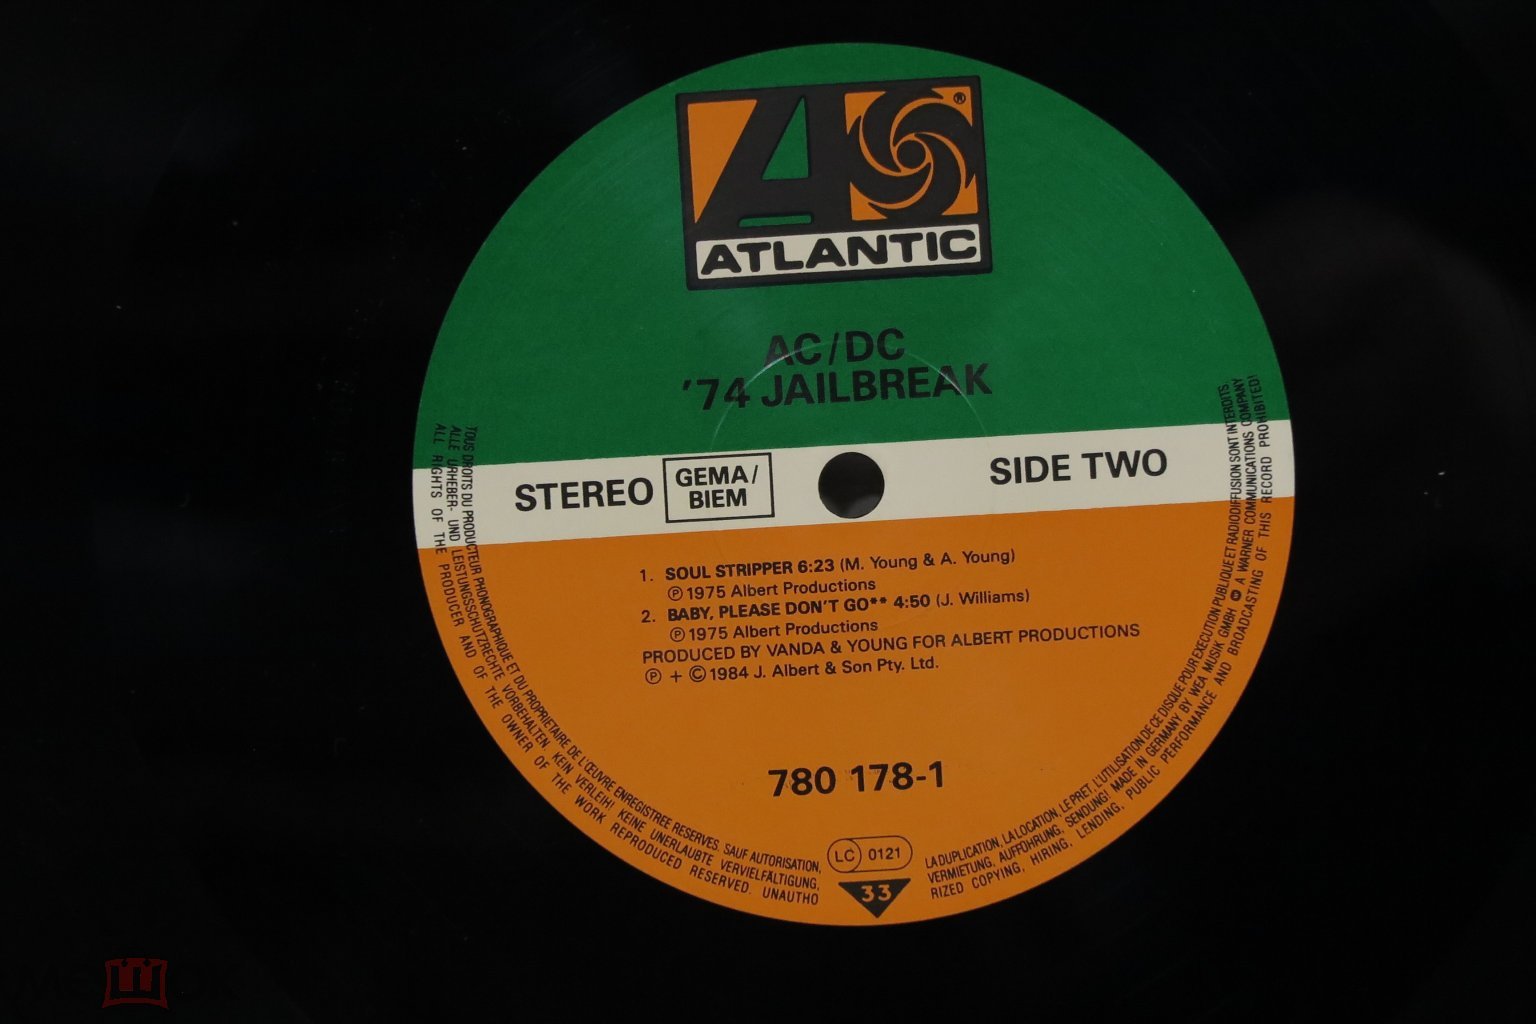 ATLANTIC
®
AC/DC
'74 JAILBREAK
STEREO
GEMA/
BIEM
SIDE TWO
1. SOUL STRIPPER 6:23 (M. Young & A. Young)
℗ 1975 Albert Productions
2. BABY, PLEASE DON'T GO** 4:50 (J. Williams)
℗ 1975 Albert Productions
PRODUCED BY VANDA & YOUNG FOR ALBERT PRODUCTIONS
℗ + © 1984 J. Albert & Son Pty. Ltd.
780 178-1
LC 0121
33
TOUS DROITS DU PRODUCTEUR PHONOGRAPHIQUE ET DU PROPRIETAIRE DE L'ŒUVRE ENREGISTREE RESERVES. SAUF AUTORISATION, LA DUPLICATION, LA LOCATION, LE PRET, L'UTILISATION DE CE DISQUE POUR EXECUTION PUBLIQUE ET RADIODIFFUSION SONT INTERDITS.
ALLE URHEBER- UND LEISTUNGSSCHUTZRECHTE VORBEHALTEN. KEIN VERLEIH! KEINE UNERLAUBTE VERVIELFÄLTIGUNG, VERMIETUNG, AUFFÜHRUNG, SENDUNG! MADE IN GERMANY BY WEA MUSIK GMBH A WARNER COMMUNICATIONS COMPANY
ALL RIGHTS OF THE PRODUCER AND OF THE OWNER OF THE WORK REPRODUCED RESERVED. UNAUTHORIZED COPYING, HIRING, LENDING, PUBLIC PERFORMANCE AND BROADCASTING OF THIS RECORD PROHIBITED!